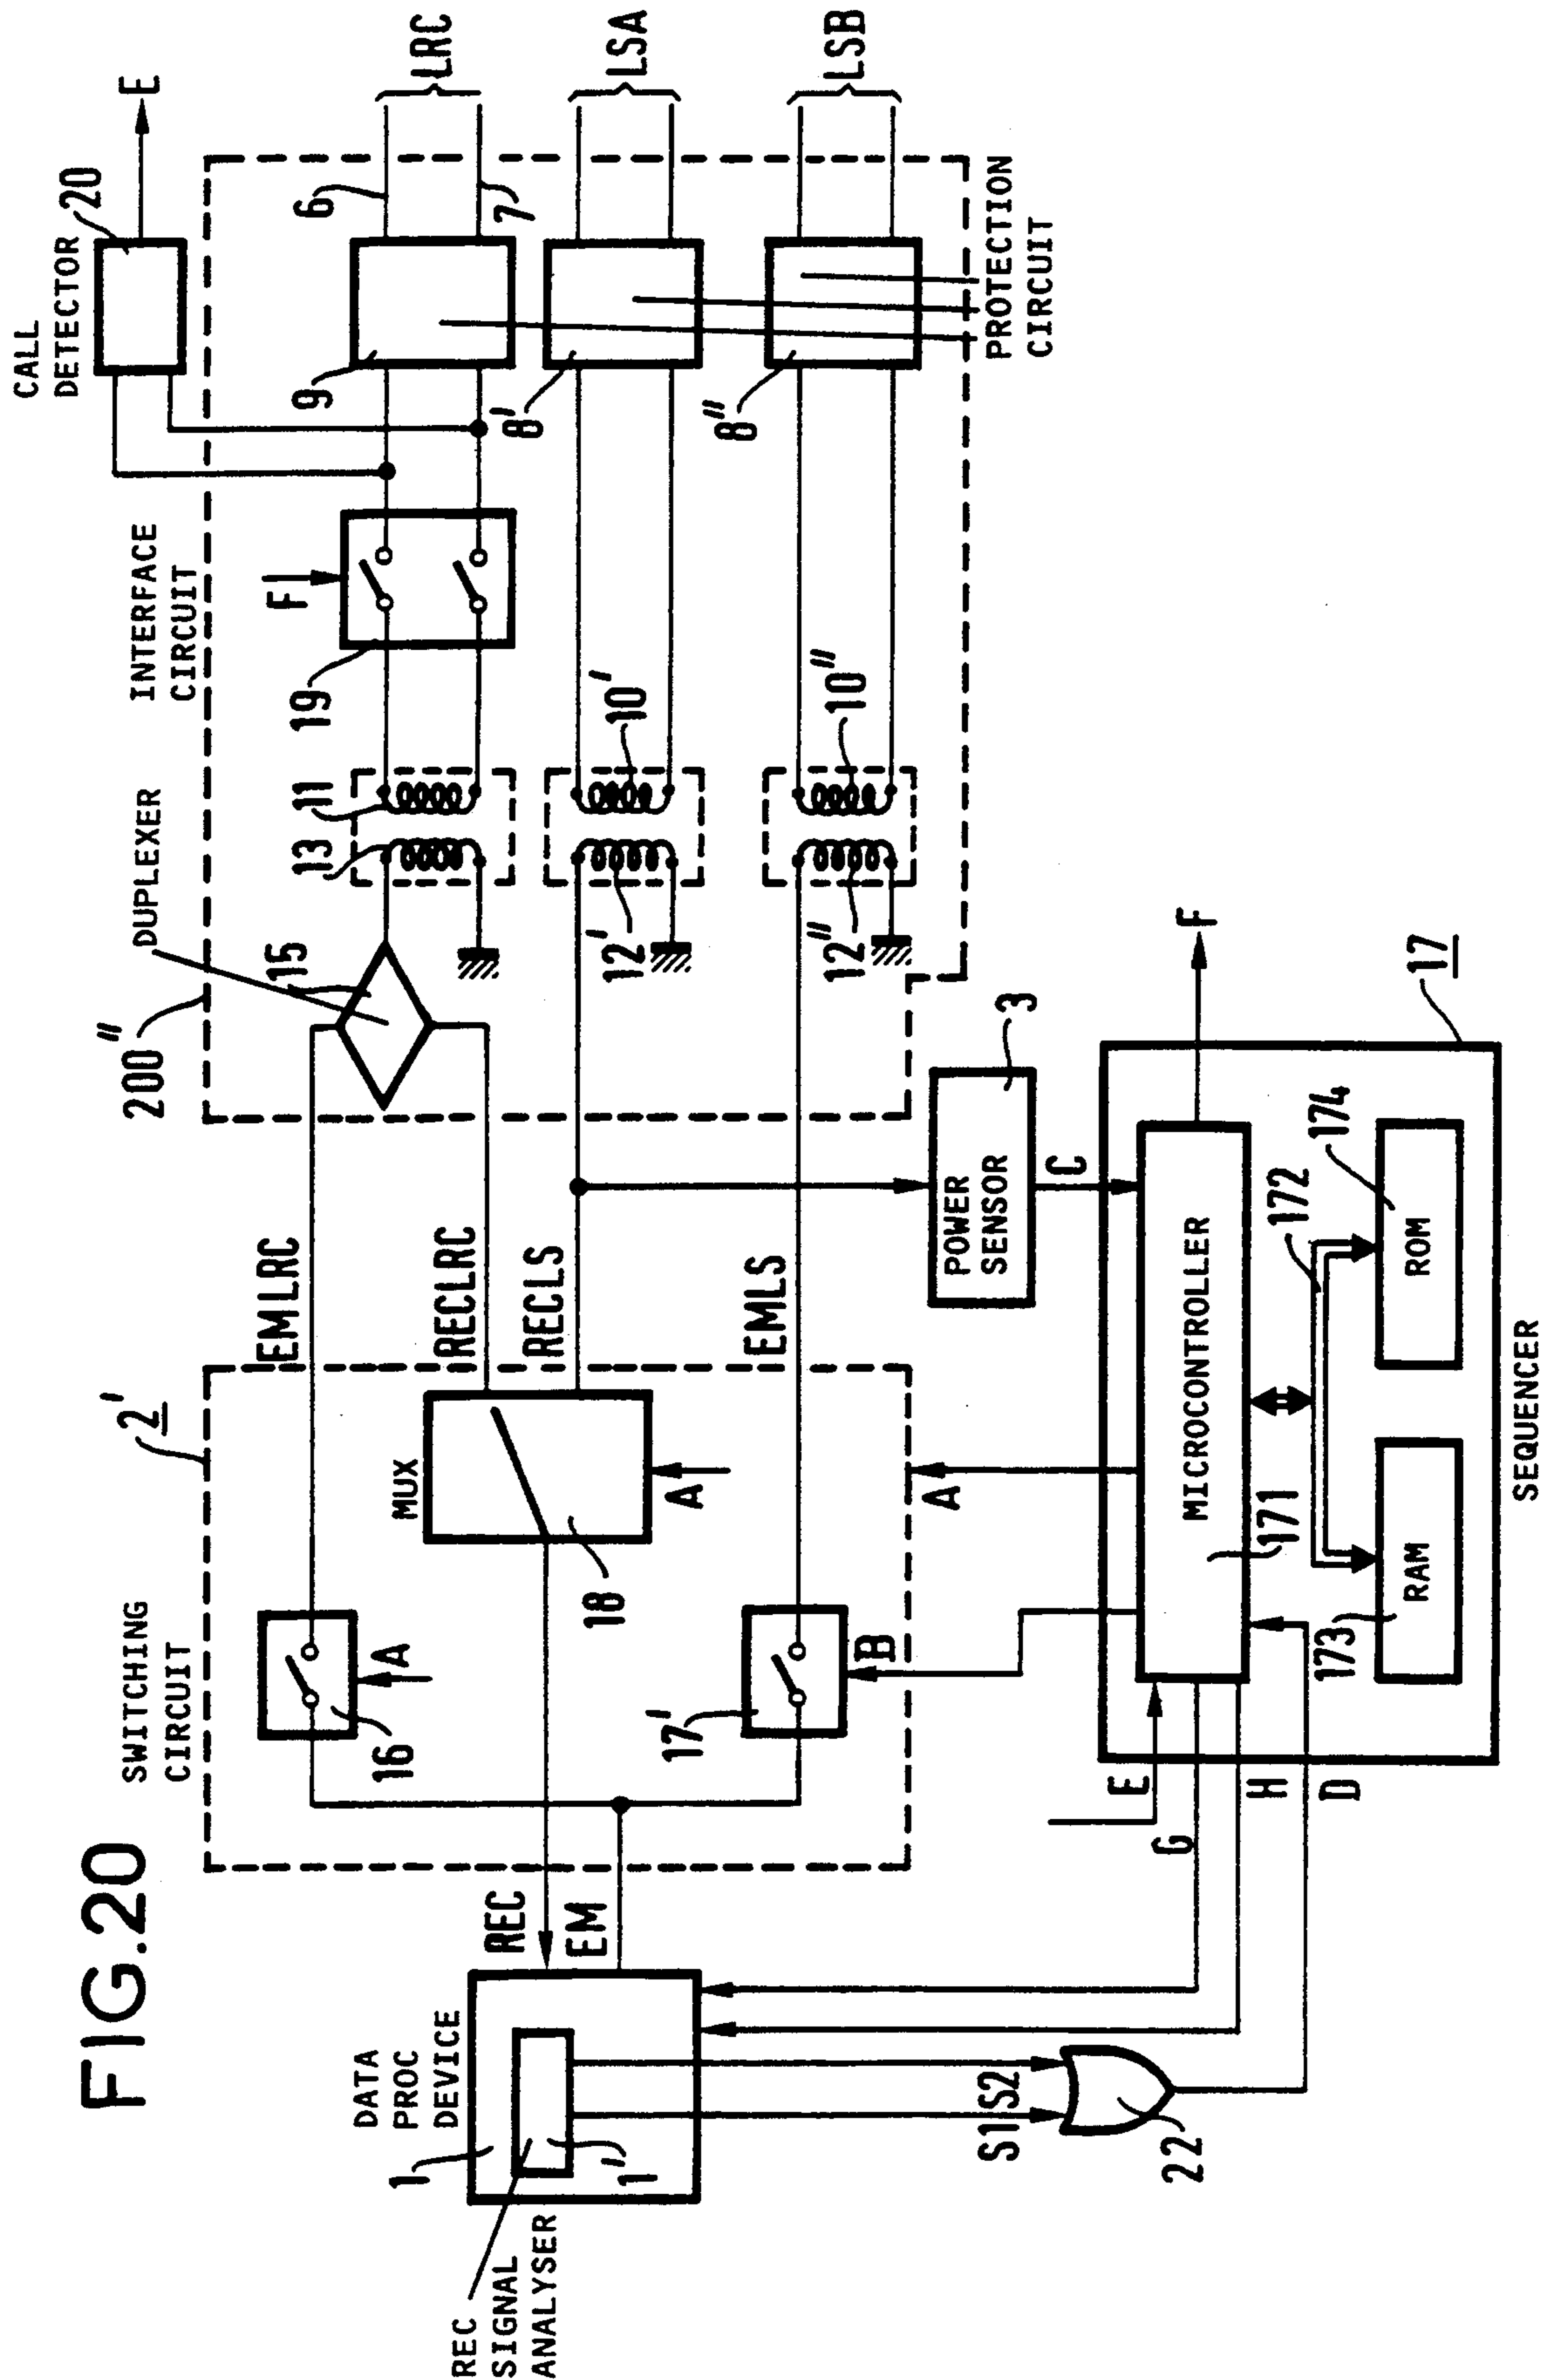 FIG.20
CALL
DETECTOR
20
E
INTERFACE
CIRCUIT
DUPLEXER
200"
SWITCHING
CIRCUIT
2'
15
13
11
19
F
9
6
7
LRC
8'
LSA
8"
LSB
PROTECTION
CIRCUIT
12'
10'
12"
10"
EMLRC
RECLRC
RECLS
EMLS
16
A
MUX
18
A
17'
B
REC
EM
DATA
PROC
DEVICE
1
1'
REC
SIGNAL
ANALYSER
S1
S2
22
POWER
SENSOR
3
C
A
E
G
H
D
F
17
MICROCONTROLLER
171
172
173
RAM
174
ROM
SEQUENCER